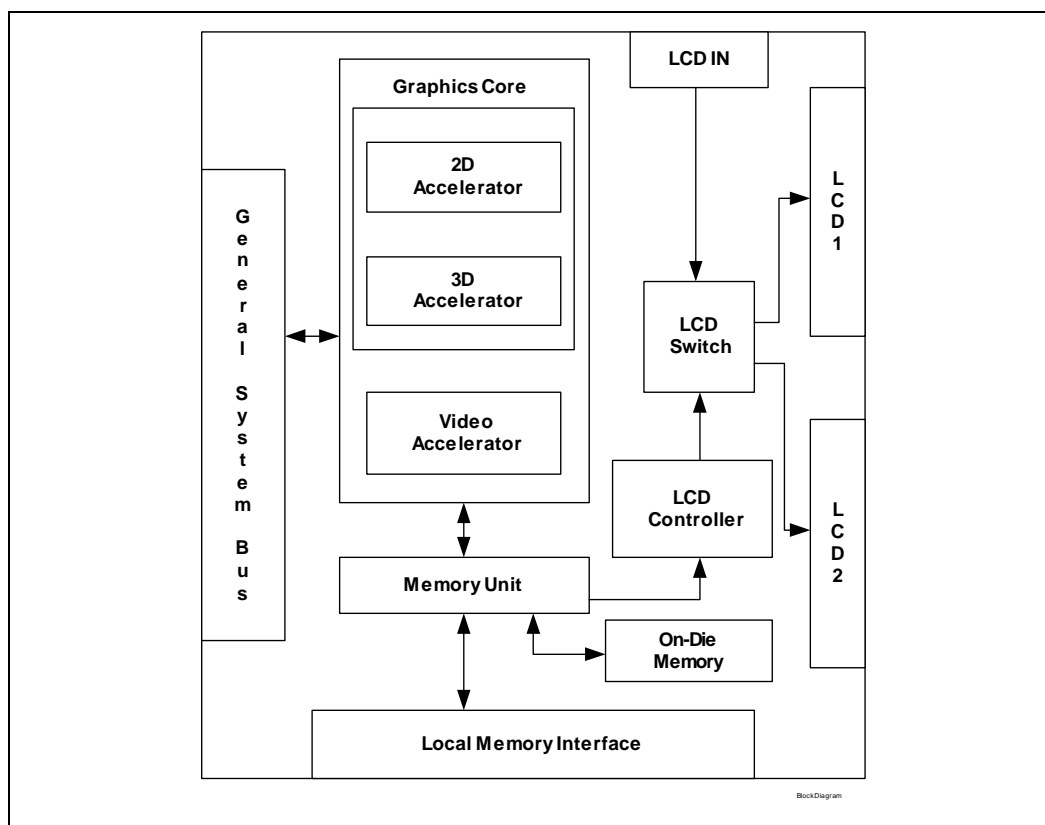 LCD IN
Graphics Core
2D
Accelerator
3D
Accelerator
Video
Accelerator
General System Bus
LCD
Switch
LCD
Controller
LCD1
LCD2
Memory Unit
On-Die
Memory
Local Memory Interface
BlockDiagram